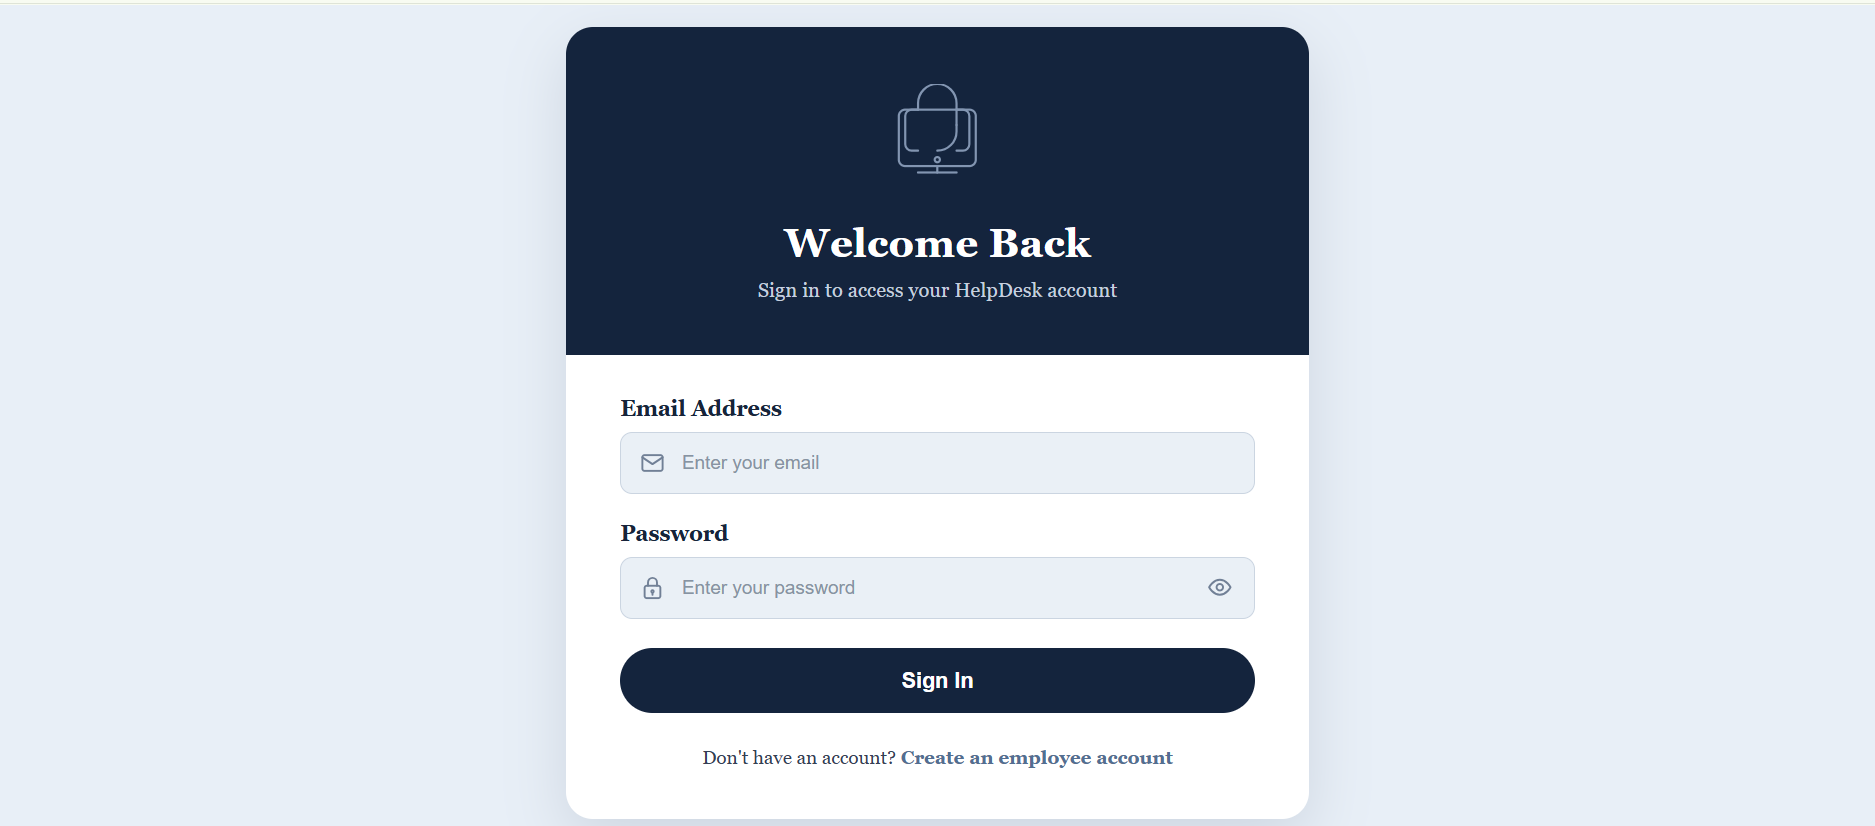 Welcome Back
Sign in to access your HelpDesk account
Email Address
Enter your email
Password
Enter your password
Sign In
Don't have an account? Create an employee account